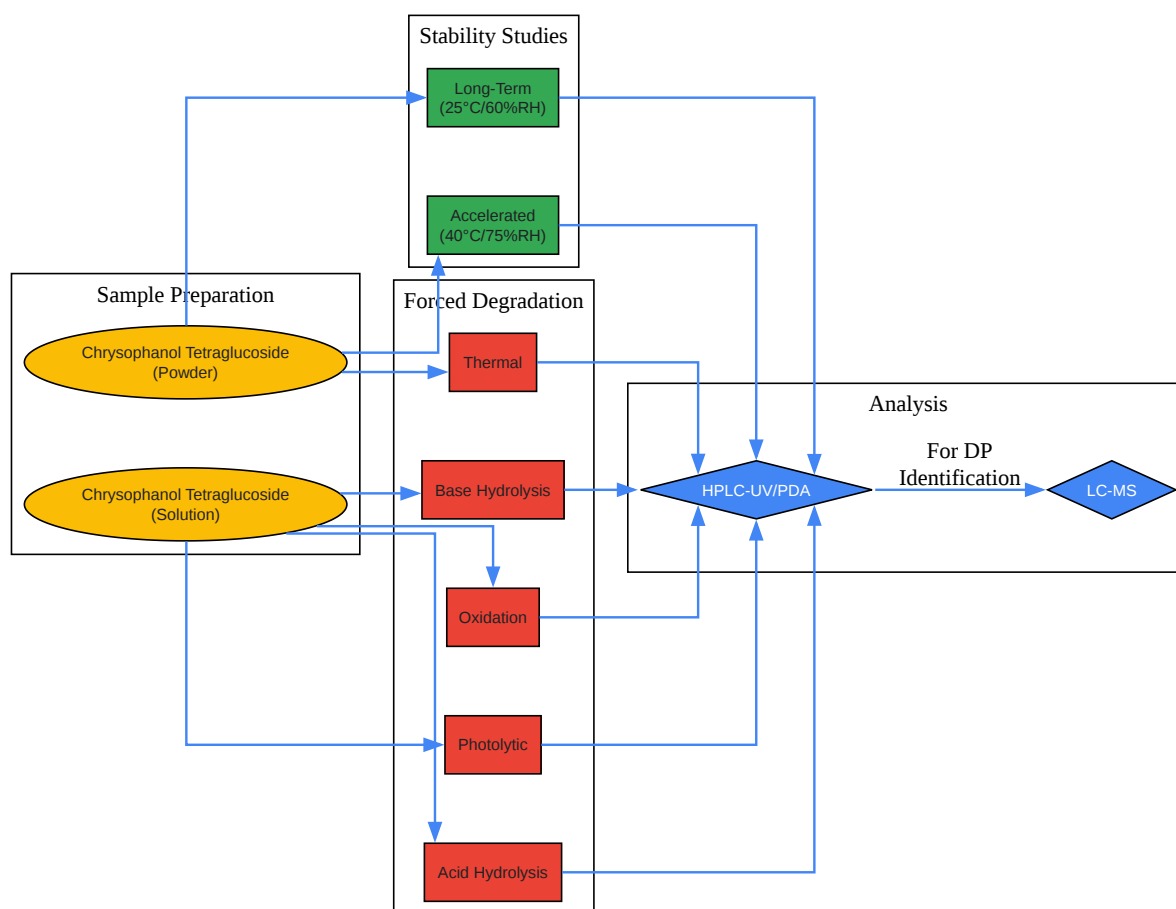 Stability Studies
Long-Term
(25°C/60%RH)
Accelerated
(40°C/75%RH)
Sample Preparation
Chrysophanol Tetraglucoside
(Powder)
Chrysophanol Tetraglucoside
(Solution)
Forced Degradation
Thermal
Base Hydrolysis
Oxidation
Photolytic
Acid Hydrolysis
Analysis
HPLC-UV/PDA
For DP
Identification
LC-MS